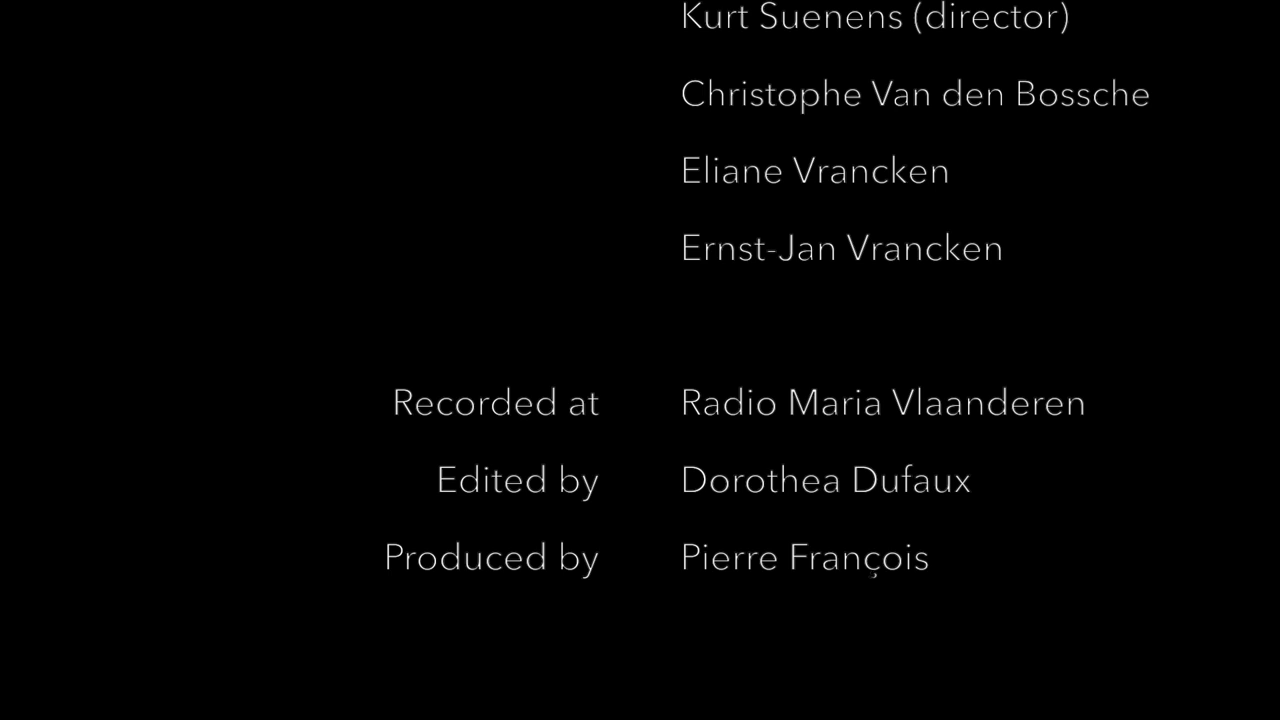 Kurt Suenens (director)
Christophe Van den Bossche
Eliane Vrancken
Ernst-Jan Vrancken
Recorded at Radio Maria Vlaanderen
Edited by Dorothea Dufaux
Produced by Pierre François